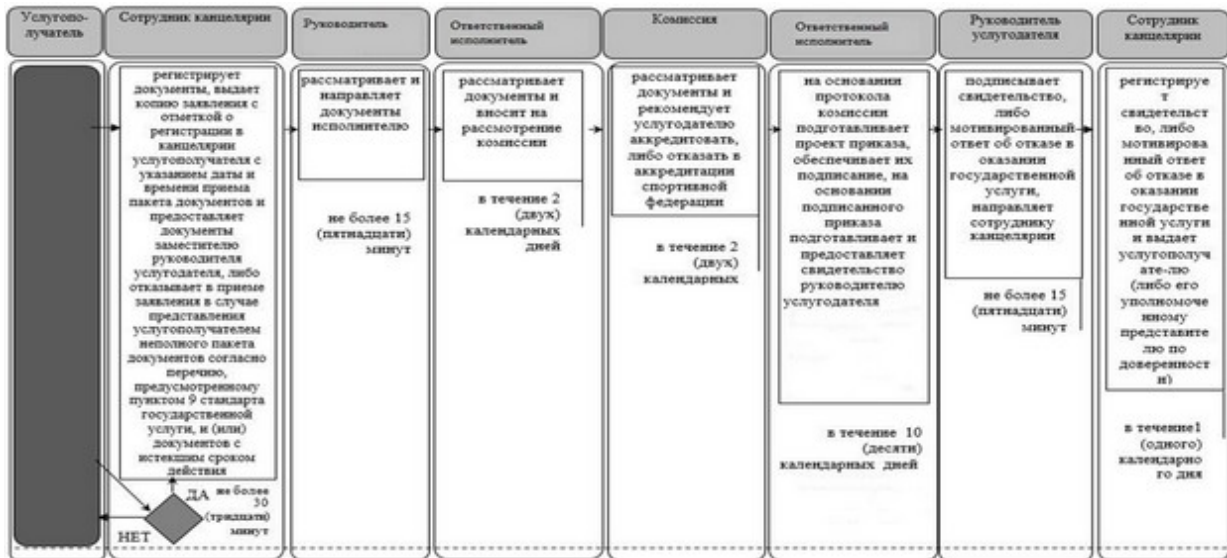 Услугопо-
лучатель
Сотрудник канцелярии
Руководитель
Ответственный
исполнитель
Комиссия
Ответственный
исполнитель
Руководитель
услугодателя
Сотрудник
канцелярии
регистрирует
документы, выдает
копию заявления с
отметкой о
регистрации в
канцелярии
услугополучателя с
указанием даты и
времени приема
пакета документов и
предоставляет
документы
заместителю
руководителя
услугодателя, либо
отказывает в приеме
заявления в случае
представления
услугополучателем
неполного пакета
документов согласно
перечню,
предусмотренному
пунктом 9 стандарта
государственной
услуги, и (или)
документов с
истекшим сроком
действия
ДА
не более
30
(тридцати)
минут
НЕТ
рассматривает и
направляет
документы
исполнителю
не более 15
(пятнадцати)
минут
рассматривает
документы и
вносит на
рассмотрение
комиссии
в течение 2
(двух)
календарных
дней
рассматривает
документы и
рекомендует
услугодателю
аккредитовать,
либо отказать в
аккредитации
спортивной
федерации
в течение 2
(двух)
календарных
на основании
протокола
комиссии
подготавливает
проект приказа,
обеспечивает их
подписание, на
основании
подписанного
приказа
подготавливает и
предоставляет
свидетельство
руководителю
услугодателя
в течение 10
(десяти)
календарных дней
подписывает
свидетельство,
либо
мотивированный
ответ об отказе в
оказании
государственной
услуги,
направляет
сотруднику
канцелярии
не более 15
(пятнадцати)
минут
регистрируе
т
свидетельст
во, либо
мотивирова
нный ответ
об отказе в
оказании
государстве
нной услуги
и выдает
услугополуч
ате-лю
(либо его
уполномоче
нному
представите
лю по
доверенност
и)
в течение1
(одного)
календарно
го дня